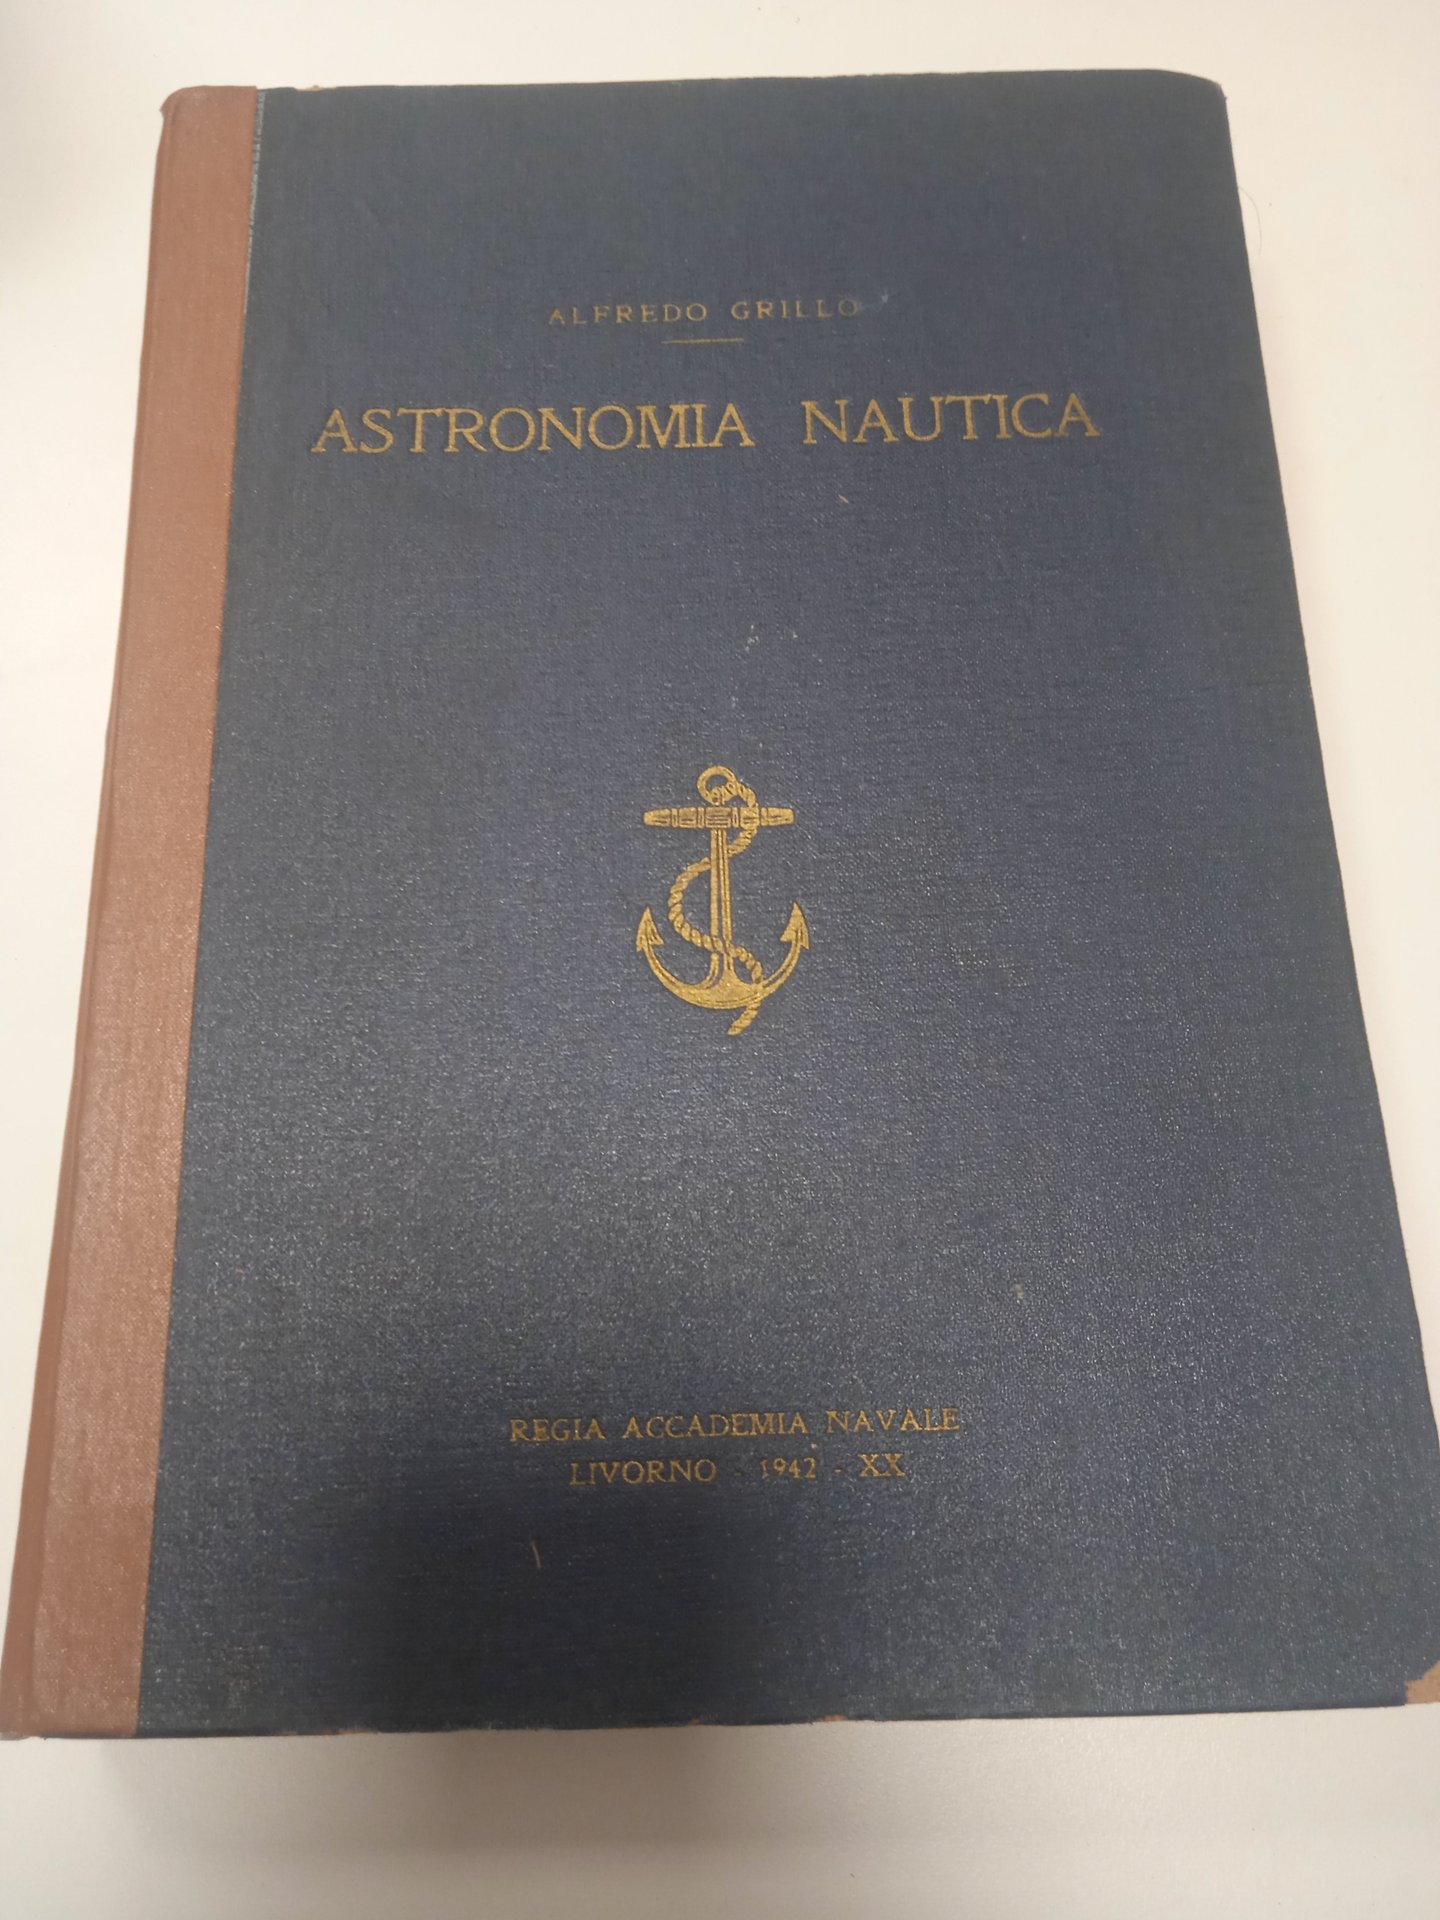 ALFREDO GRILLO
ASTRONOMIA NAUTICA
REGIA ACCADEMIA NAVALE
LIVORNO - 1942 - XX